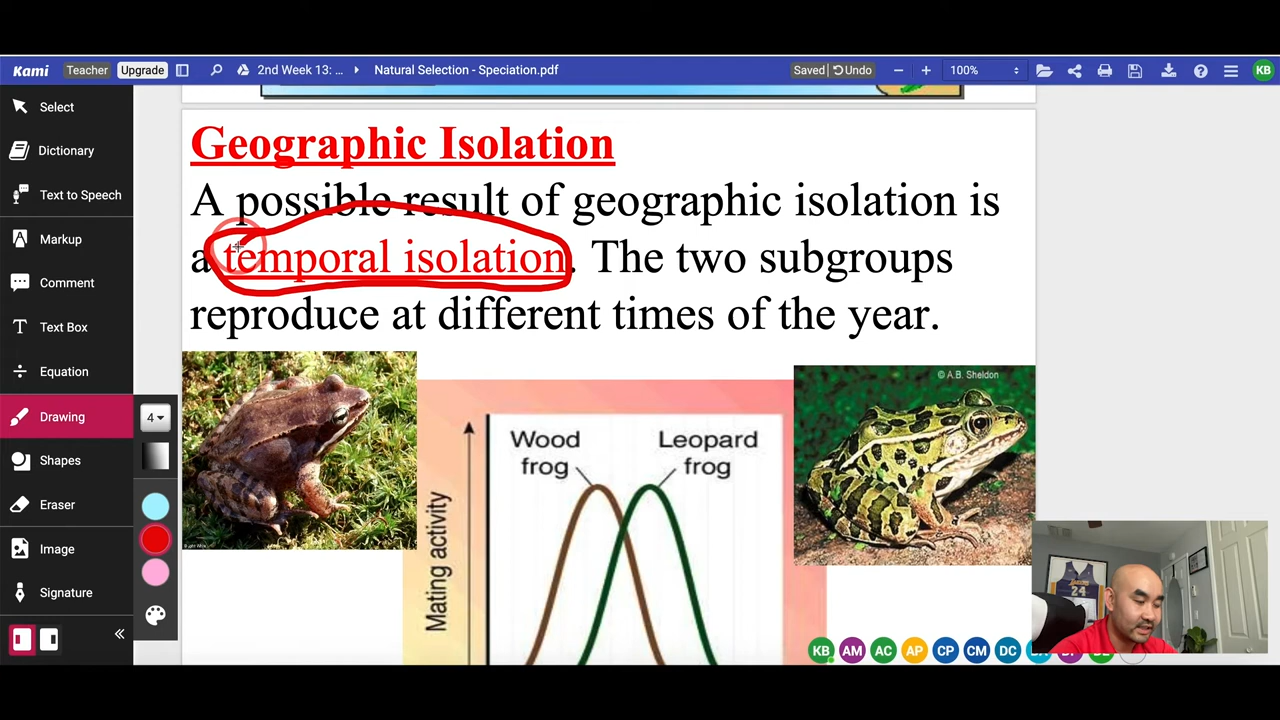 Kami Teacher Upgrade 2nd Week 13: ... Natural Selection - Speciation.pdf Saved Undo 100% KB
Select
Dictionary
Text to Speech
Markup
Comment
Text Box
Equation
Drawing
4
Shapes
Eraser
Image
Signature
Geographic Isolation
A possible result of geographic isolation is
a temporal isolation. The two subgroups
reproduce at different times of the year.
© A.B. Sheldon
Wood
frog
Leopard
frog
Mating activity
24
KB AM AC AP CP CM DC